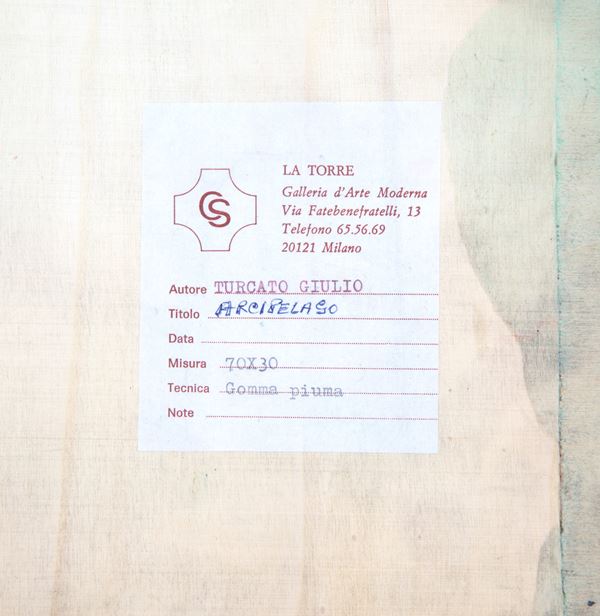 CS
LA TORRE
Galleria d'Arte Moderna
Via Fatebenefratelli, 13
Telefono 65.56.69
20121 Milano
Autore TURCATO GIULIO
Titolo ARCIPELAGO
Data
Misura 70X30
Tecnica Gomma piuma
Note